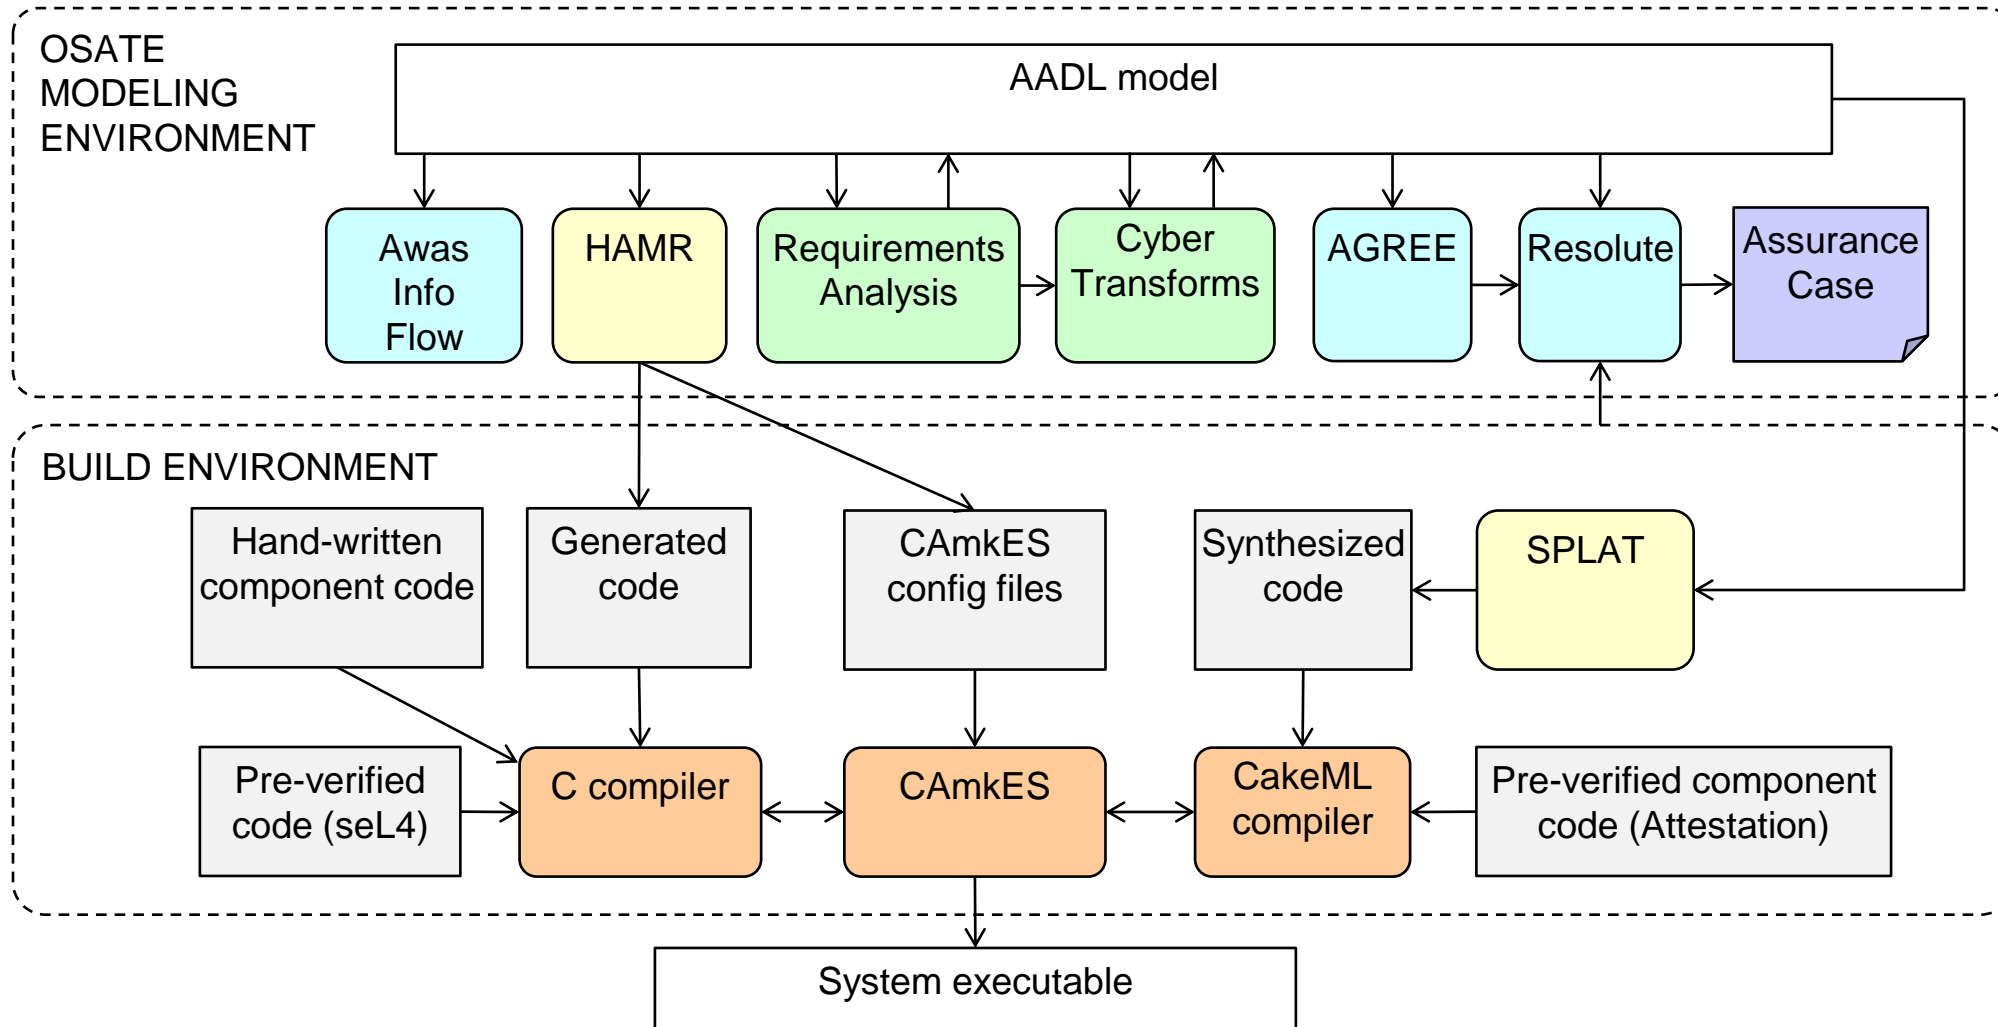 OSATE
MODELING
ENVIRONMENT
AADL model
Awas
Info
Flow
HAMR
Requirements
Analysis
Cyber
Transforms
AGREE
Resolute
Assurance
Case
BUILD ENVIRONMENT
Hand-written
component code
Generated
code
CAmkES
config files
Synthesized
code
SPLAT
Pre-verified
code (seL4)
C compiler
CAmkES
CakeML
compiler
Pre-verified component
code (Attestation)
System executable